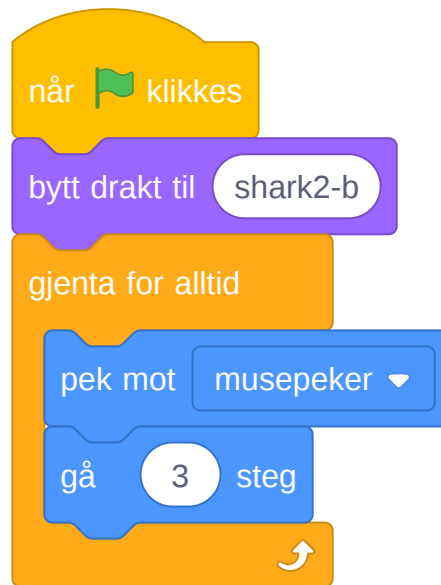 når klikkes
bytt drakt til shark2-b
gjenta for alltid
pek mot musepeker
gå 3 steg